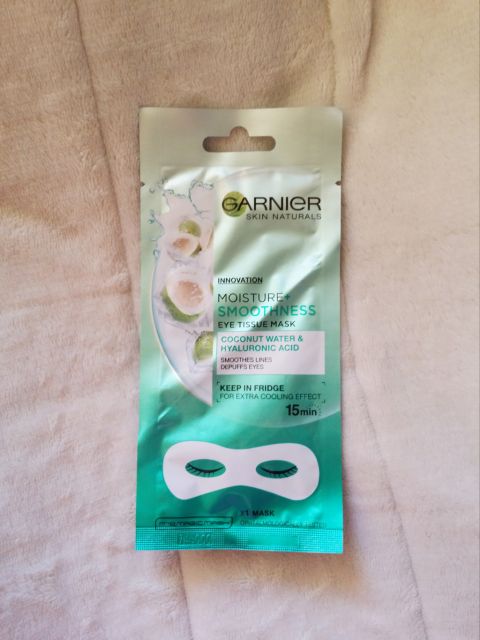 GARNIER
SKIN NATURALS
INNOVATION
MOISTURE+
SMOOTHNESS
EYE TISSUE MASK
COCONUT WATER &
HYALURONIC ACID
SMOOTHES LINES
DEPUFFS EYES
KEEP IN FRIDGE
FOR EXTRA COOLING EFFECT
15min
X1 MASK